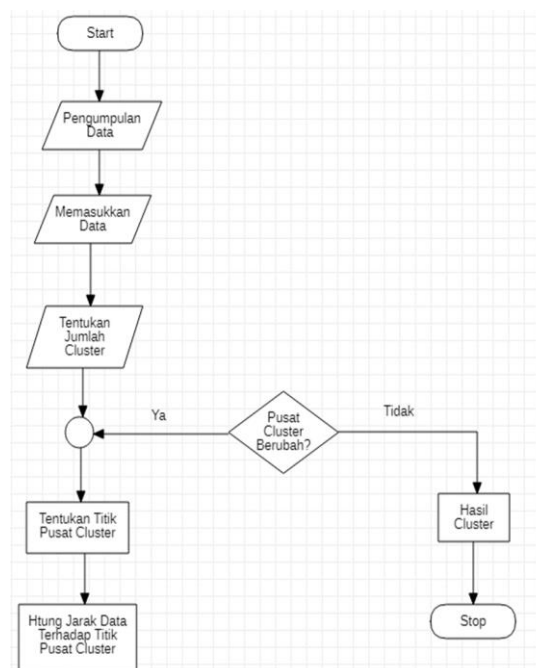 Start
Pengumpulan
Data
Memasukkan
Data
Tentukan
Jumlah
Cluster
Ya
Pusat
Cluster
Berubah?
Tidak
Tentukan Titik
Pusat Cluster
Hasil
Cluster
Htung Jarak Data
Terhadap Titik
Pusat Cluster
Stop